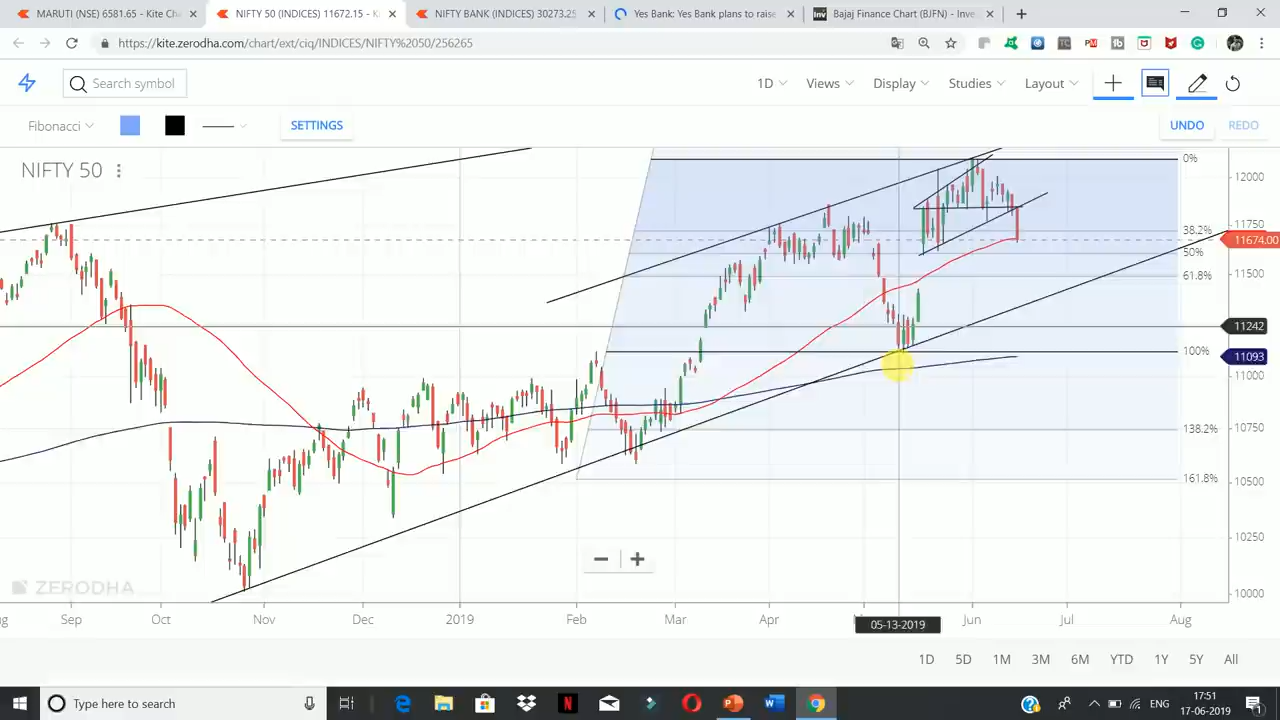 MARUTI (NSE) 6581.65 - Kite Cha
NIFTY 50 (INDICES) 11672.15 - K
NIFTY BANK (INDICES) 30273.25
Yes Bank: Yes Bank plans to raise
Inv
Bajaj Finance Chart (BJFN) - Inve
https://kite.zerodha.com/chart/ext/ciq/INDICES/NIFTY%2050/256265
Search symbol
1D
Views
Display
Studies
Layout
Fibonacci
SETTINGS
UNDO
REDO
NIFTY 50
0%
38.2%
50%
61.8%
100%
138.2%
161.8%
12000
11750
11674.00
11500
11242
11093
11000
10750
10500
10250
10000
ZERODHA
Sep
Oct
Nov
Dec
2019
Feb
Mar
Apr
05-13-2019
Jun
Jul
Aug
1D
5D
1M
3M
6M
YTD
1Y
5Y
All
Type here to search
ENG
17:51
17-06-2019